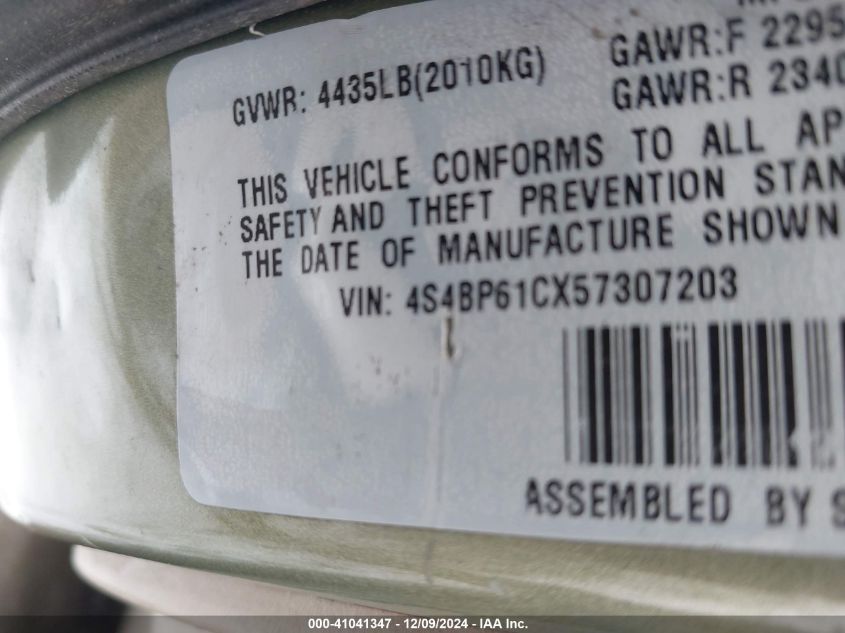 GVWR: 4435LB(2010KG)
GAWR:F 2295
GAWR:R 2340
THIS VEHICLE CONFORMS TO ALL AP
SAFETY AND THEFT PREVENTION STAN
THE DATE OF MANUFACTURE SHOWN
VIN: 4S4BP61CX57307203
ASSEMBLED BY S
000-41041347 - 12/09/2024 - IAA Inc.